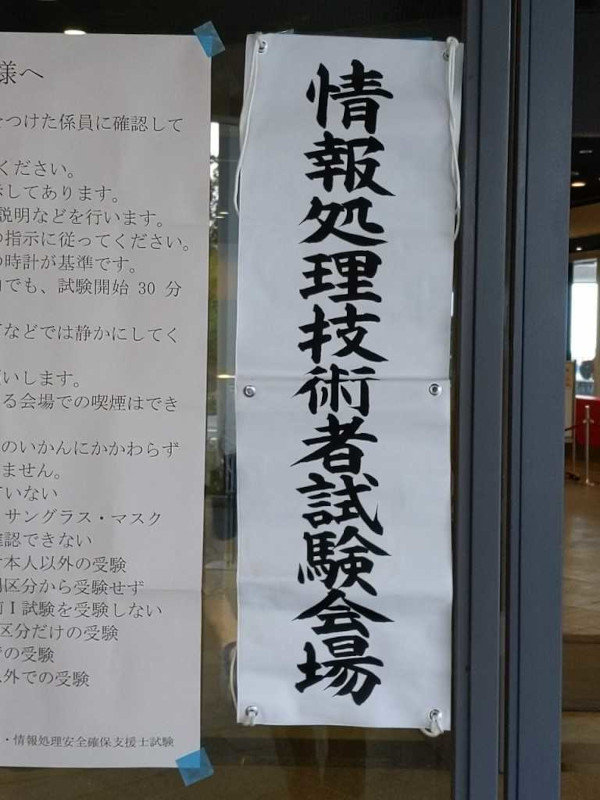 様へ
をつけた係員に確認して
ください。
示してあります。
説明などを行います。
の指示に従ってください。
の時計が基準です。
でも、試験開始 30 分
などでは静かにしてく
いします。
る会場での喫煙はでき
のいかんにかかわらず
ません。
ていない
サングラス・マスク
確認できない
本人以外の受験
区分から受験せず
前Ⅰ試験を受験しない
区分だけの受験
の受験
以外での受験
・情報処理安全確保支援士試験
情報処理技術者試験会場